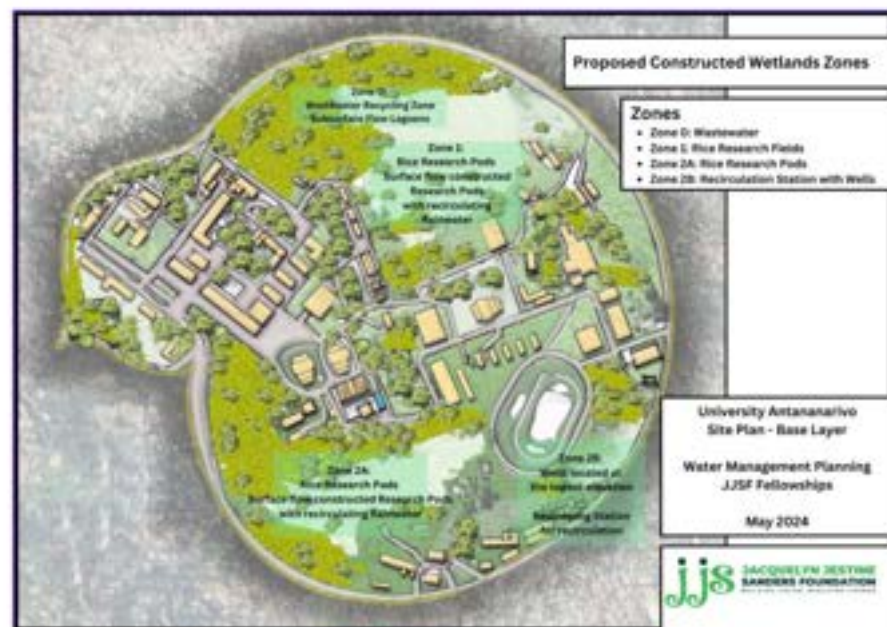 Proposed Constructed Wetlands Zones
Zones
• Zone 0: Wastewater
• Zone 1: Rice Research Fields
• Zone 2A: Rice Research Pods
• Zone 2B: Recirculation Station with Wells
Wastewater Recycling Zone
Subsurface Flow Lagoons
Zone 1:
Rice Research Pods
Surface flow constructed
Research Pods
with recirculating
Rainwater
Zone 2A:
Rice Research Pods
Surface flow constructed Research Pods
with recirculating Rainwater
Zone 2B:
Wells located at
the lowest elevation
Station
for recirculation
University Antananarivo
Site Plan - Base Layer
Water Management Planning
JJSF Fellowships
May 2024
jjs
JACQUELYN JESTINE
SANDERS FOUNDATION